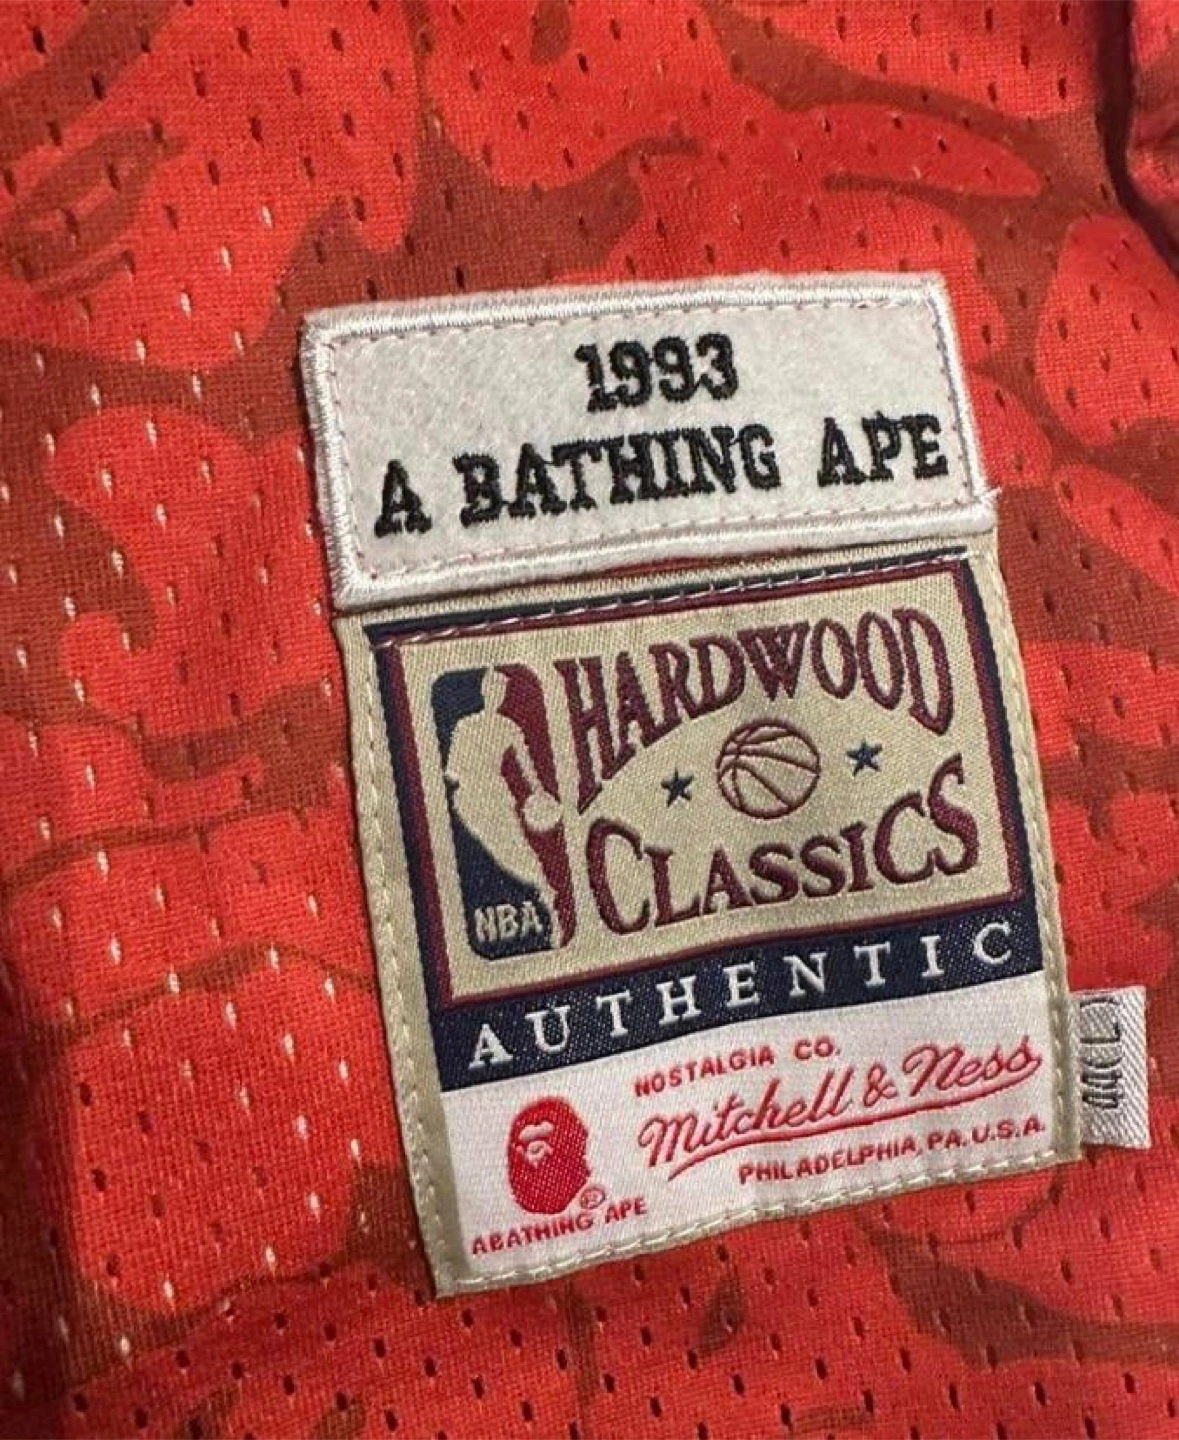 1993
A BATHING APE
HARDWOOD
CLASSICS
NBA
AUTHENTIC
NOSTALGIA CO.
Mitchell & Ness
PHILADELPHIA, PA. U.S.A.
®
A BATHING APE